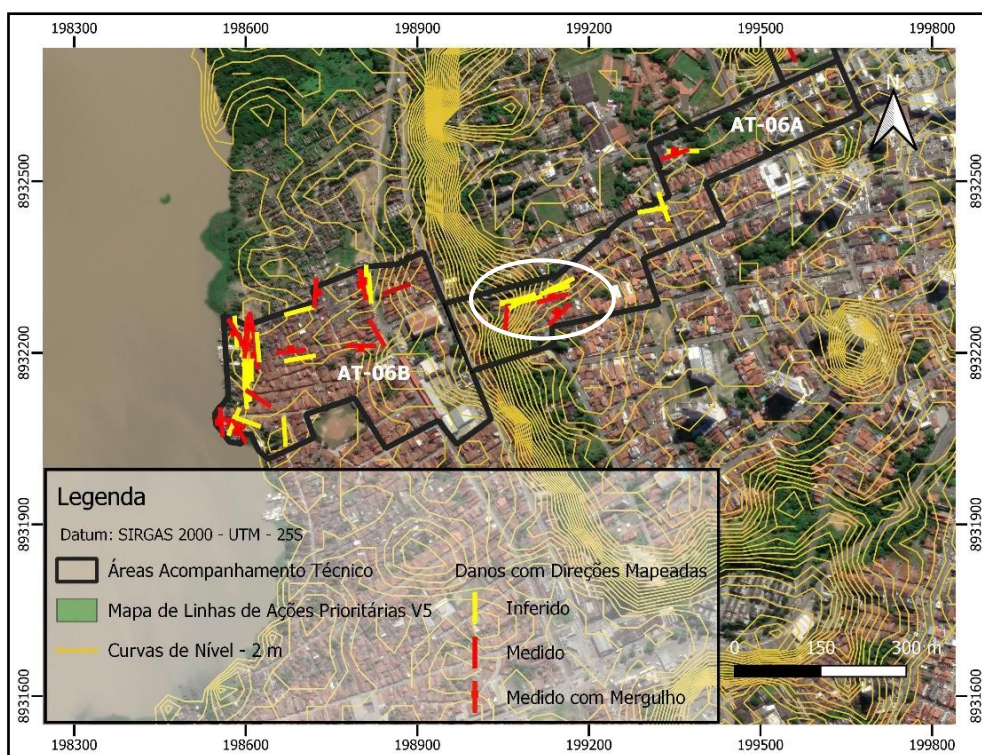 198300 198600 198900 199200 199500 199800
N
AT-06A
8932500 8932500
8932200 8932200
AT-06B
8931900 8931900
8931600 8931600
Legenda
Datum: SIRGAS 2000 - UTM - 25S
Áreas Acompanhamento Técnico
Mapa de Linhas de Ações Prioritárias V5
Curvas de Nível - 2 m
Danos com Direções Mapeadas
Inferido
Medido
Medido com Mergulho
0 150 300 m
198300 198600 198900 199200 199500 199800